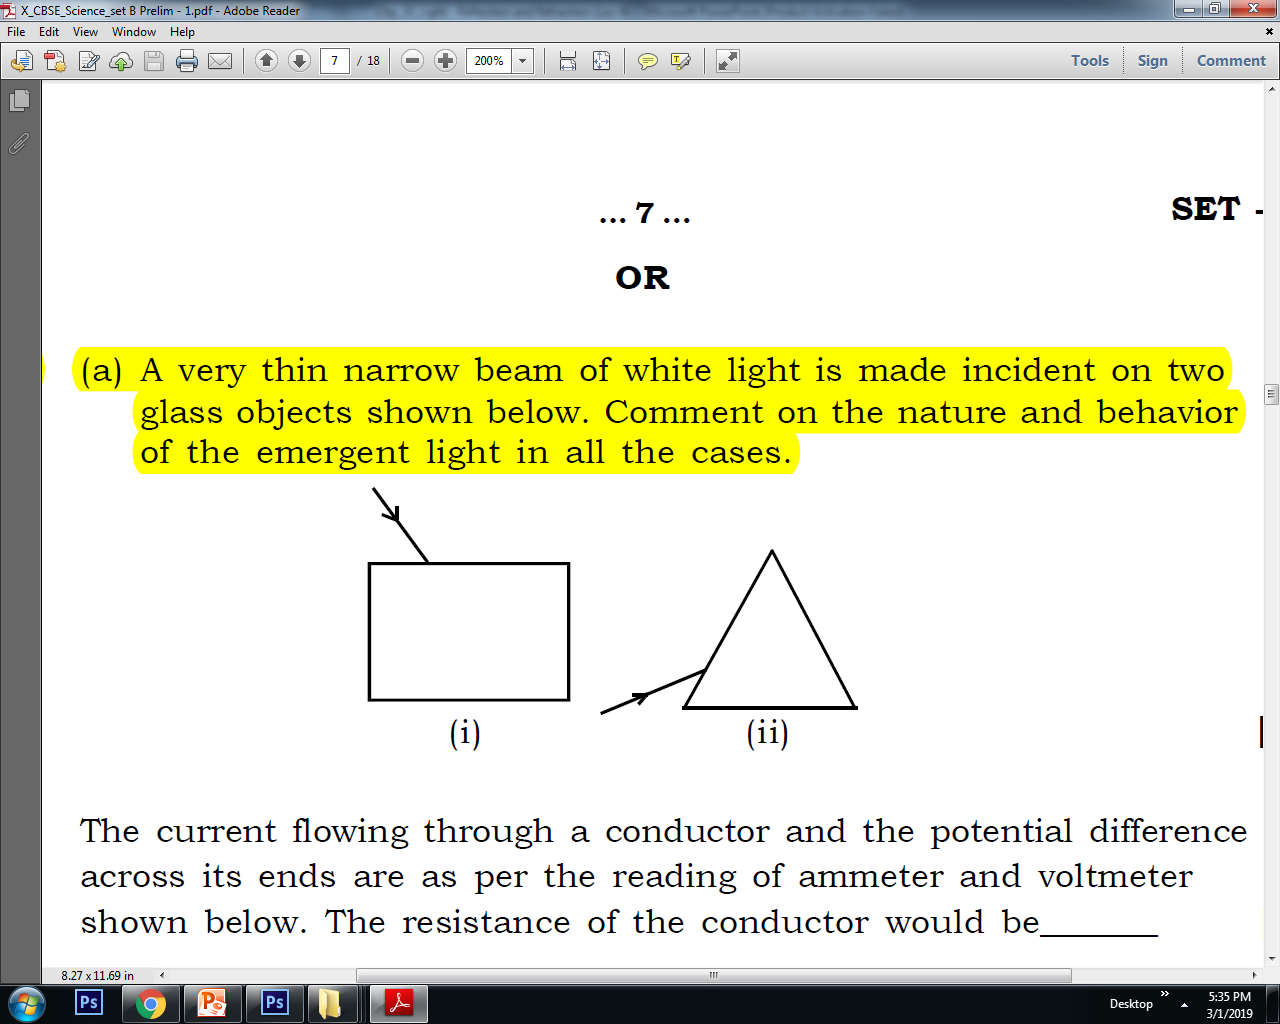 X_CBSE_Science_set B Prelim - 1.pdf - Adobe Reader
File Edit View Window Help
7 / 18 200% Tools Sign Comment
... 7 ... SET -
OR
(a) A very thin narrow beam of white light is made incident on two
glass objects shown below. Comment on the nature and behavior
of the emergent light in all the cases.
(i) (ii)
The current flowing through a conductor and the potential difference
across its ends are as per the reading of ammeter and voltmeter
shown below. The resistance of the conductor would be_______
8.27 x 11.69 in
Ps Ps Desktop 5:35 PM
3/1/2019